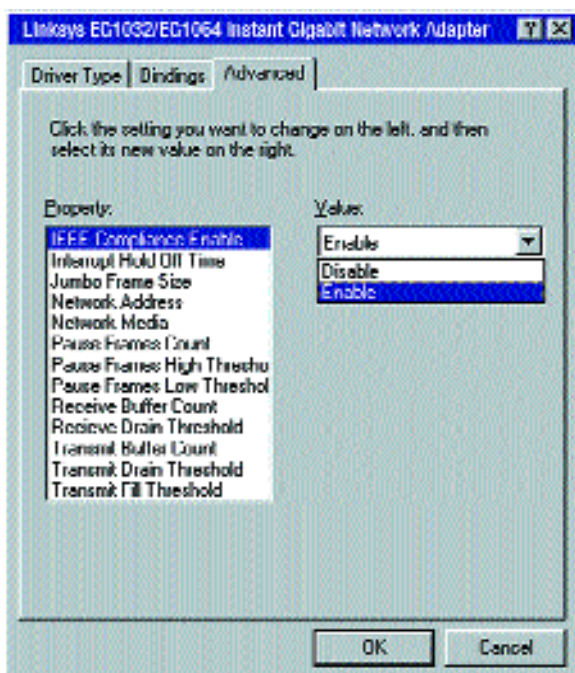 Linksys EG1032/EG1064 Instant Gigabit Network Adapter
Driver Type
Bindings
Advanced
Click the setting you want to change on the left, and then
select its new value on the right.
Property:
IEEE Compliance Enable
Interrupt Hold Off Time
Jumbo Frame Size
Network Address
Network Media
Pause Frames Count
Pause Frames High Thresho
Pause Frames Low Threshol
Receive Buffer Count
Recieve Drain Threshold
Transmit Buffer Count
Transmit Drain Threshold
Transmit Fill Threshold
Value:
Enable
Disable
Enable
OK
Cancel